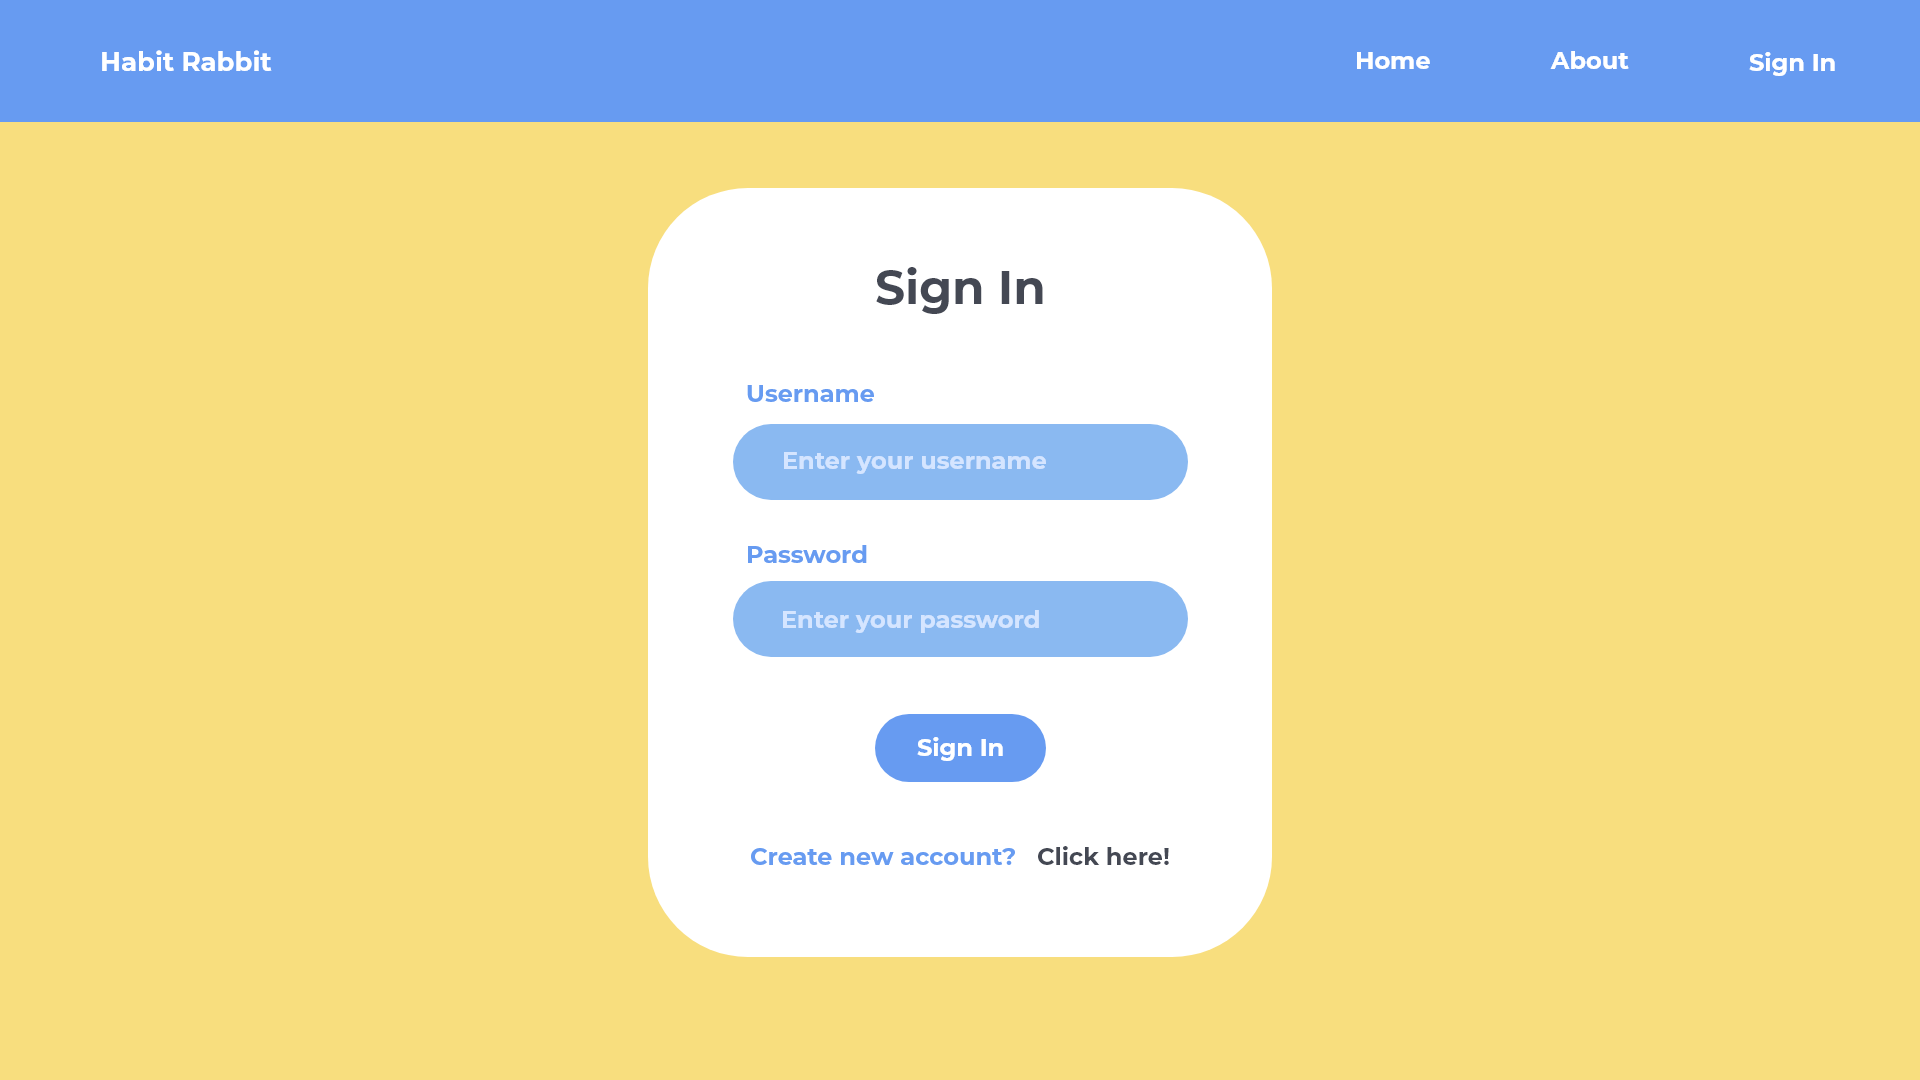 Habit Rabbit
Home
About
Sign In
Sign In
Username
Enter your username
Password
Enter your password
Sign In
Create new account? Click here!